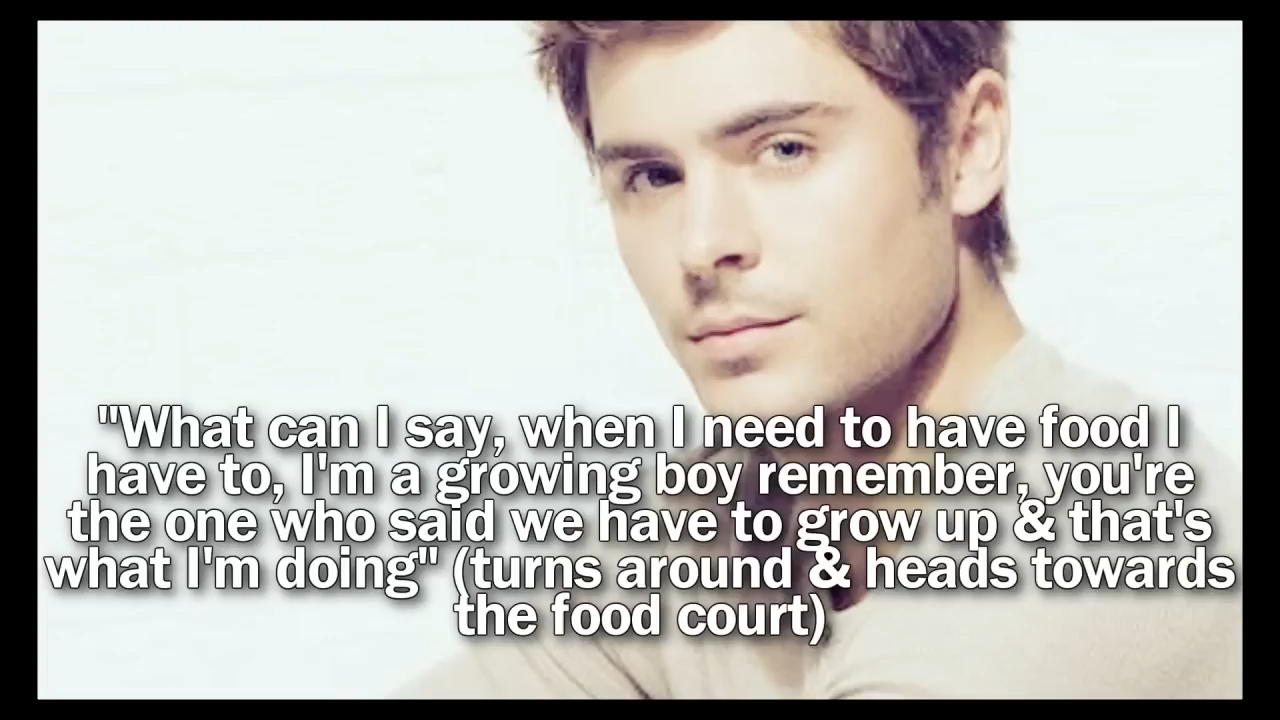 "What can I say, when I need to have food I
have to, I'm a growing boy remember, you're
the one who said we have to grow up & that's
what I'm doing" (turns around & heads towards
the food court)